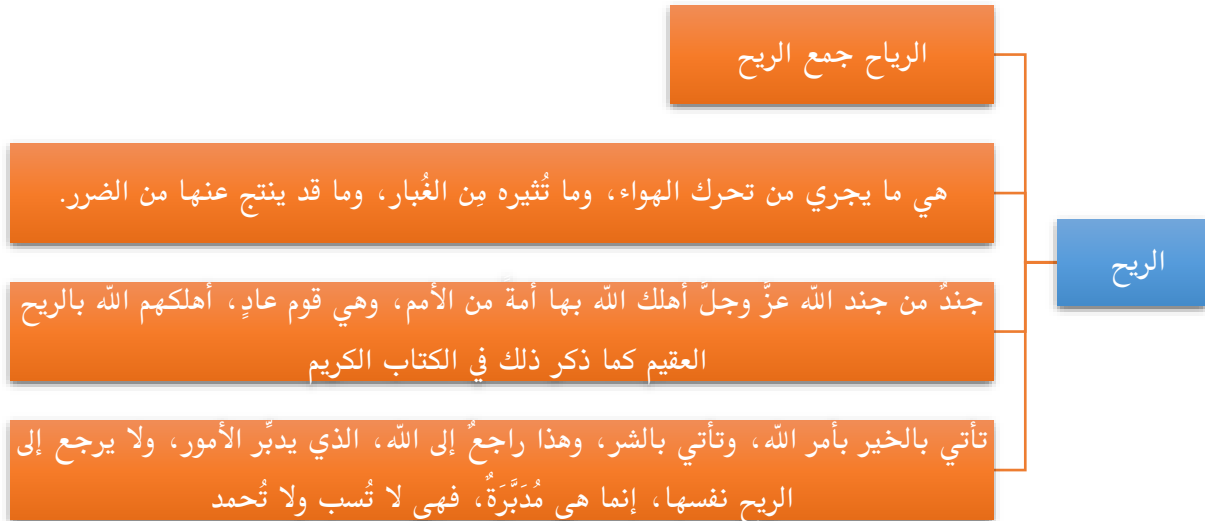 الريح
الرياح جمع الريح
هي ما يجري من تحرك الهواء، وما تُثيره مِن الغُبار، وما قد ينتج عنها من الضرر.
جندٌ من جند الله عزَّ وجلَّ أهلك الله بها أمةً من الأمم، وهي قوم عادٍ، أهلكهم الله بالريح
العقيم كما ذكر ذلك في الكتاب الكريم
تأتي بالخير بأمر الله، وتأتي بالشر، وهذا راجعٌ إلى الله، الذي يدبِّر الأمور، ولا يرجع إلى
الريح نفسها، إنما هي مُدَبَّرَةٌ، فهي لا تُسب ولا تُحمد